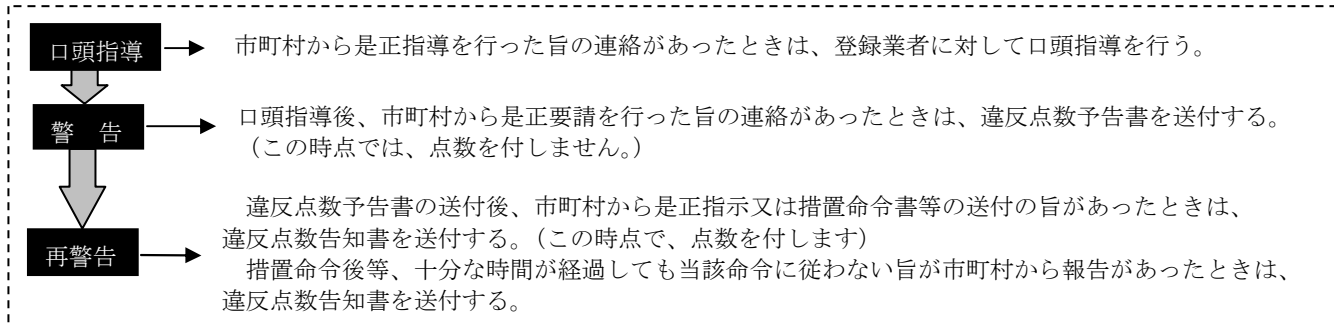 口頭指導
市町村から是正指導を行った旨の連絡があったときは、登録業者に対して口頭指導を行う。
警　告
口頭指導後、市町村から是正要請を行った旨の連絡があったときは、違反点数予告書を送付する。
（この時点では、点数を付しません。）
違反点数予告書の送付後、市町村から是正指示又は措置命令書等の送付の旨があったときは、
違反点数告知書を送付する。（この時点で、点数を付します）
再警告
措置命令後等、十分な時間が経過しても当該命令に従わない旨が市町村から報告があったときは、
違反点数告知書を送付する。